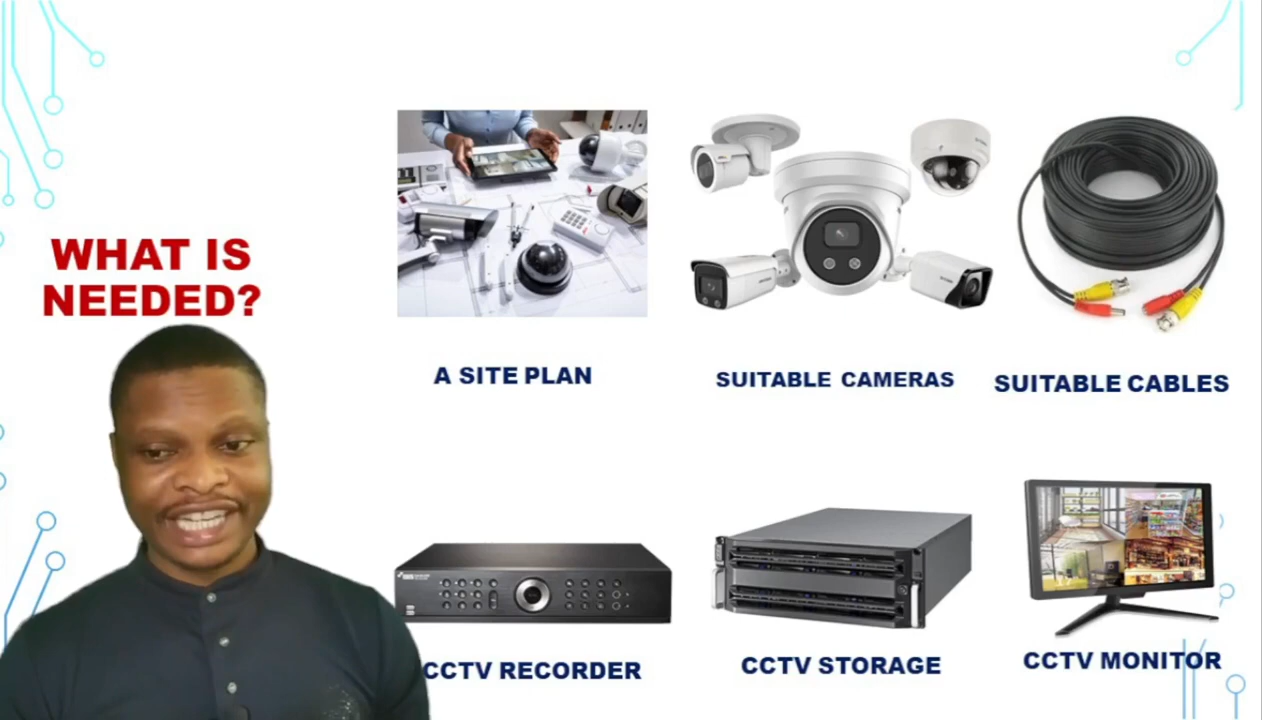 WHAT IS
NEEDED?
A SITE PLAN
SUITABLE CAMERAS
SUITABLE CABLES
CCTV RECORDER
CCTV STORAGE
CCTV MONITOR